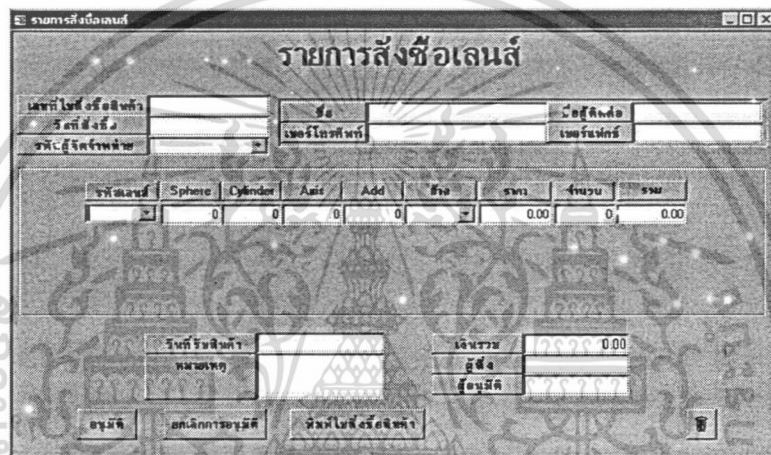 รายการสั่งซื้อเลนส์
รายการสั่งซื้อเลนส์
เลขที่ใบสั่งซื้อสินค้า
วันที่สั่งซื้อ
รหัสผู้จัดจำหน่าย
ชื่อ
เบอร์โทรศัพท์
ชื่อผู้ติดต่อ
เบอร์แฟกซ์
รหัสเลนส์ Sphere Cylinder Axis Add ข้าง ราคา จำนวน รวม
0 0 0 0 0.00 0 0.00
วันที่รับสินค้า
หมายเหตุ
เงินรวม 0.00
ผู้สั่ง
ผู้อนุมัติ
อนุมัติ ยกเลิกการอนุมัติ พิมพ์ใบสั่งซื้อสินค้า